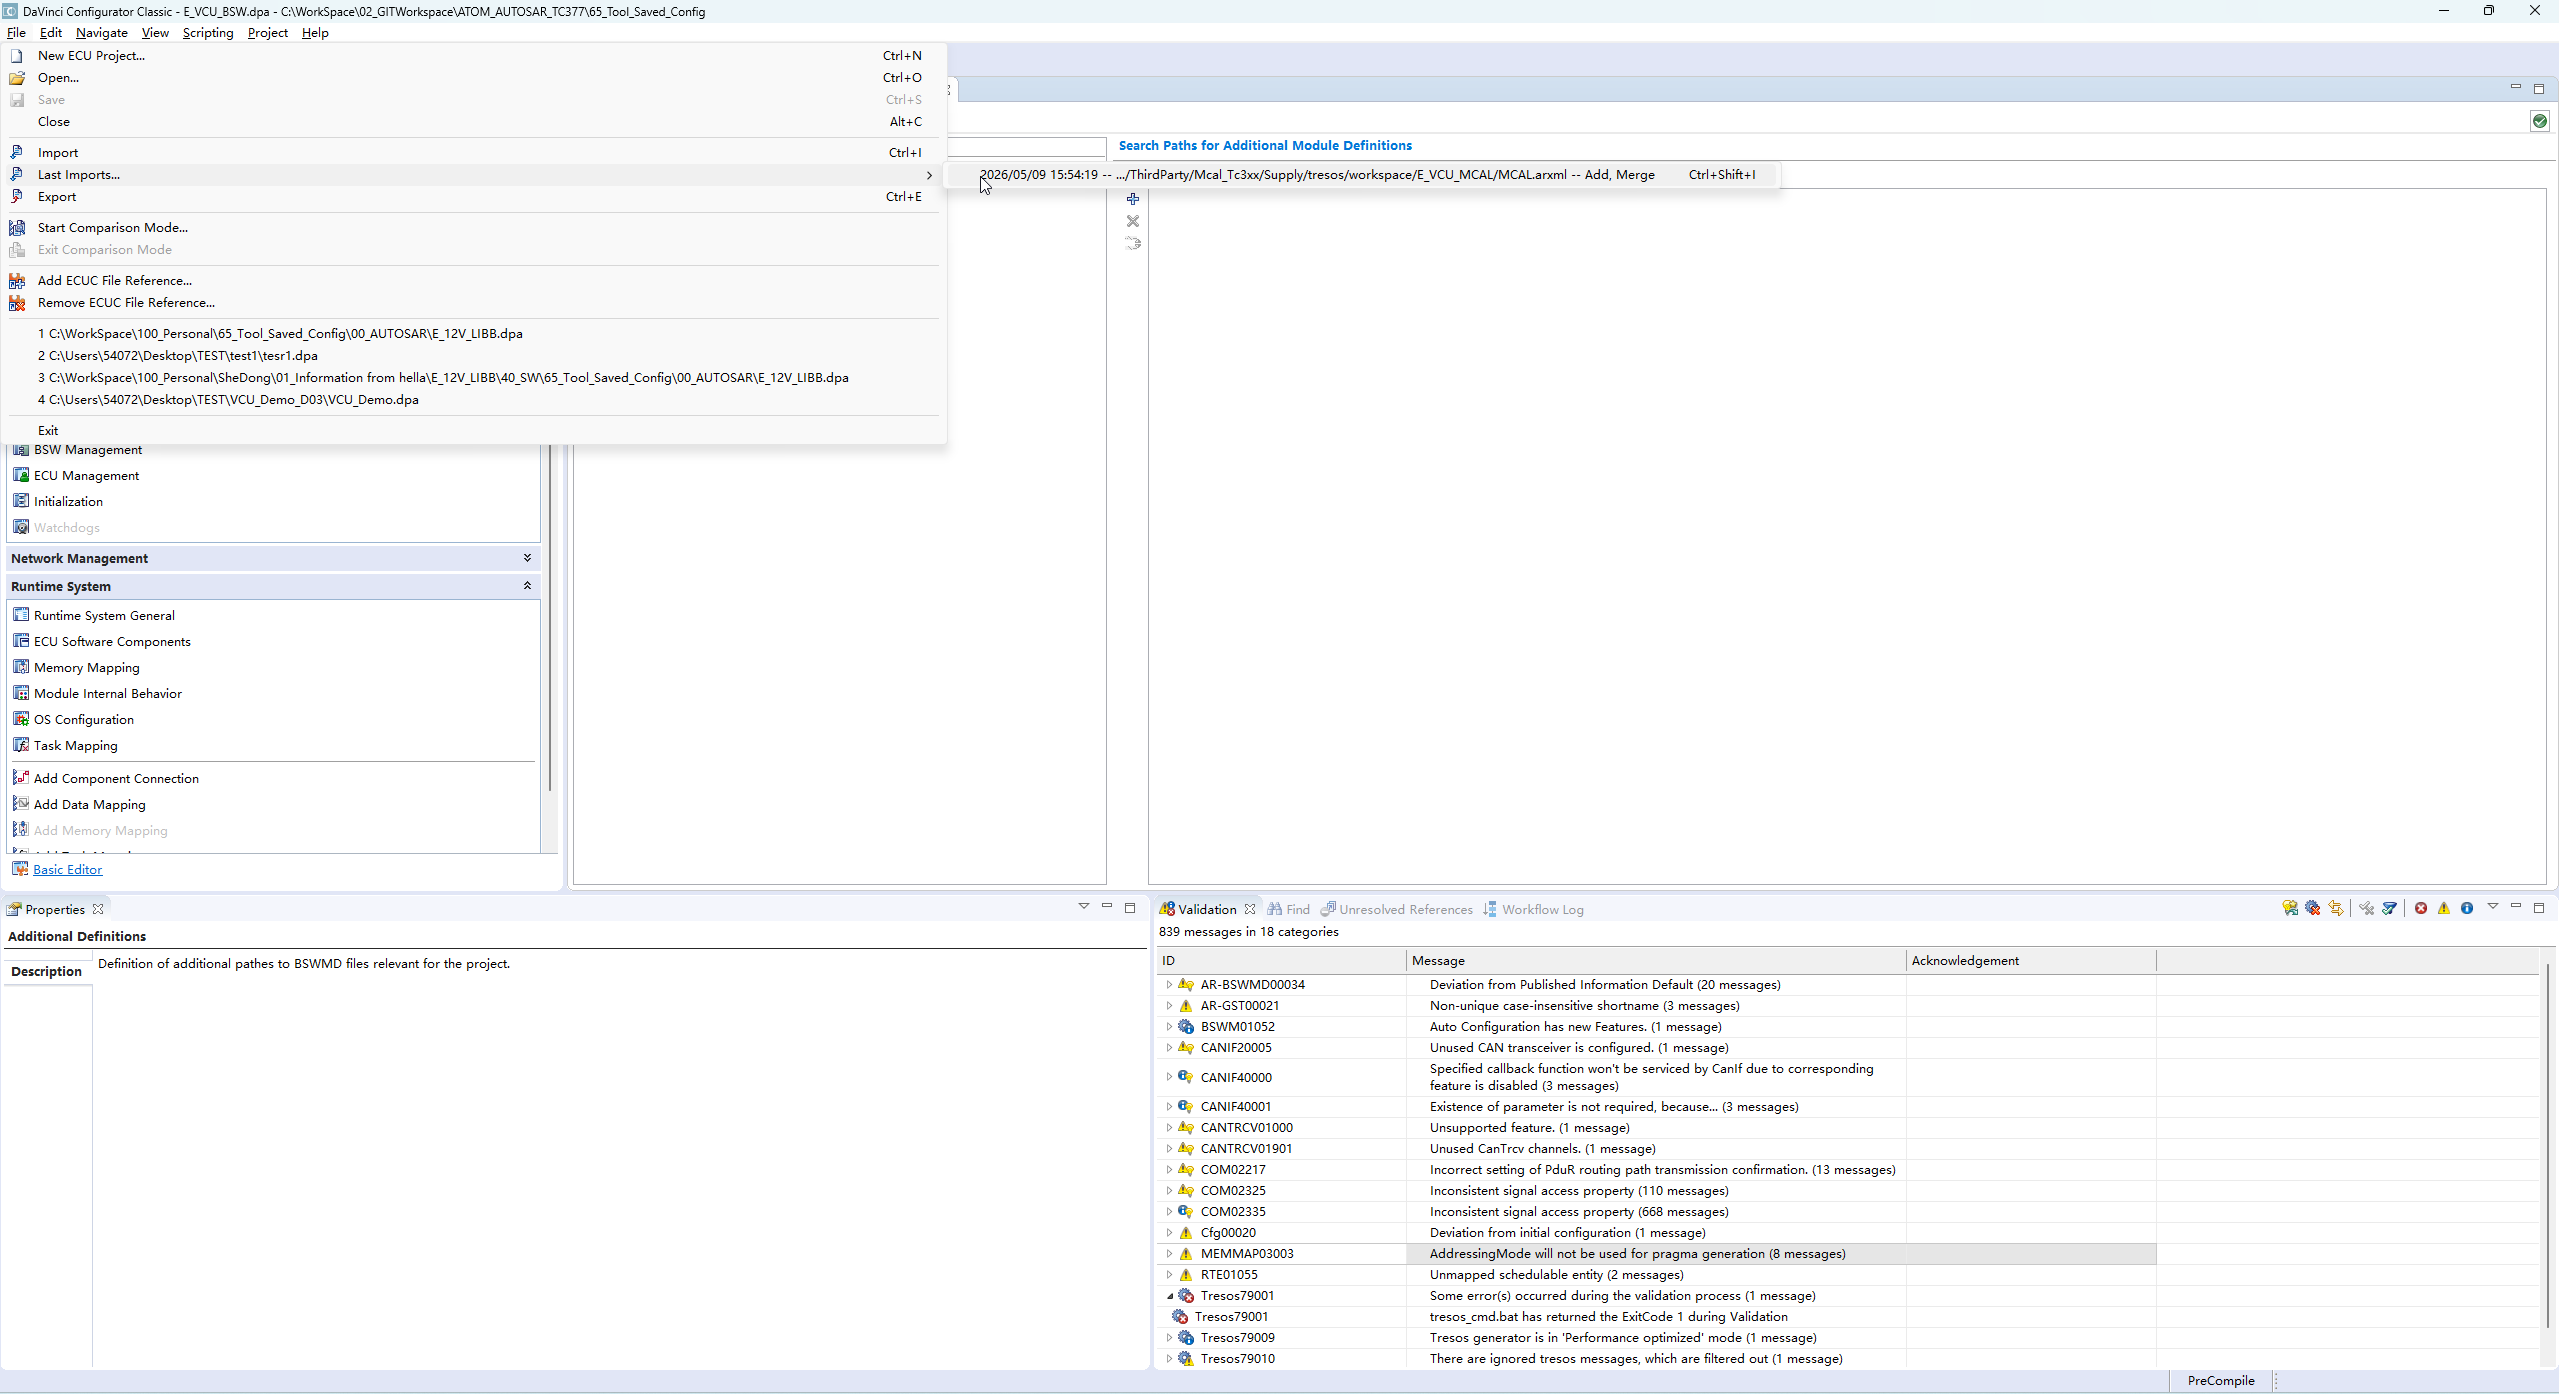 DaVinci Configurator Classic - E_VCU_BSW.dpa - C:\WorkSpace\02_GITWorkspace\ATOM_AUTOSAR_TC377\65_Tool_Saved_Config
File Edit Navigate View Scripting Project Help
New ECU Project... Ctrl+N
Open... Ctrl+O
Save Ctrl+S
Close Alt+C
Import Ctrl+I
Last Imports...
Export Ctrl+E
Start Comparison Mode...
Exit Comparison Mode
Add ECUC File Reference...
Remove ECUC File Reference...
1 C:\WorkSpace\100_Personal\65_Tool_Saved_Config\00_AUTOSAR\E_12V_LIBB.dpa
2 C:\Users\54072\Desktop\TEST\test1\tesr1.dpa
3 C:\WorkSpace\100_Personal\SheDong\01_Information from hella\E_12V_LIBB\40_SW\65_Tool_Saved_Config\00_AUTOSAR\E_12V_LIBB.dpa
4 C:\Users\54072\Desktop\TEST\VCU_Demo_D03\VCU_Demo.dpa
Exit
Search Paths for Additional Module Definitions
2026/05/09 15:54:19 -- .../ThirdParty/Mcal_Tc3xx/Supply/tresos/workspace/E_VCU_MCAL/MCAL.arxml -- Add, Merge Ctrl+Shift+I
BSW Management
ECU Management
Initialization
Watchdogs
Network Management
Runtime System
Runtime System General
ECU Software Components
Memory Mapping
Module Internal Behavior
OS Configuration
Task Mapping
Add Component Connection
Add Data Mapping
Add Memory Mapping
Basic Editor
Properties
Additional Definitions
Description
Definition of additional pathes to BSWMD files relevant for the project.
Validation Find Unresolved References Workflow Log
839 messages in 18 categories
ID Message Acknowledgement
AR-BSWMD00034 Deviation from Published Information Default (20 messages)
AR-GST00021 Non-unique case-insensitive shortname (3 messages)
BSWM01052 Auto Configuration has new Features. (1 message)
CANIF20005 Unused CAN transceiver is configured. (1 message)
CANIF40000 Specified callback function won't be serviced by CanIf due to corresponding
feature is disabled (3 messages)
CANIF40001 Existence of parameter is not required, because... (3 messages)
CANTRCV01000 Unsupported feature. (1 message)
CANTRCV01901 Unused CanTrcv channels. (1 message)
COM02217 Incorrect setting of PduR routing path transmission confirmation. (13 messages)
COM02325 Inconsistent signal access property (110 messages)
COM02335 Inconsistent signal access property (668 messages)
Cfg00020 Deviation from initial configuration (1 message)
MEMMAP03003 AddressingMode will not be used for pragma generation (8 messages)
RTE01055 Unmapped schedulable entity (2 messages)
Tresos79001 Some error(s) occurred during the validation process (1 message)
Tresos79001 tresos_cmd.bat has returned the ExitCode 1 during Validation
Tresos79009 Tresos generator is in 'Performance optimized' mode (1 message)
Tresos79010 There are ignored tresos messages, which are filtered out (1 message)
PreCompile